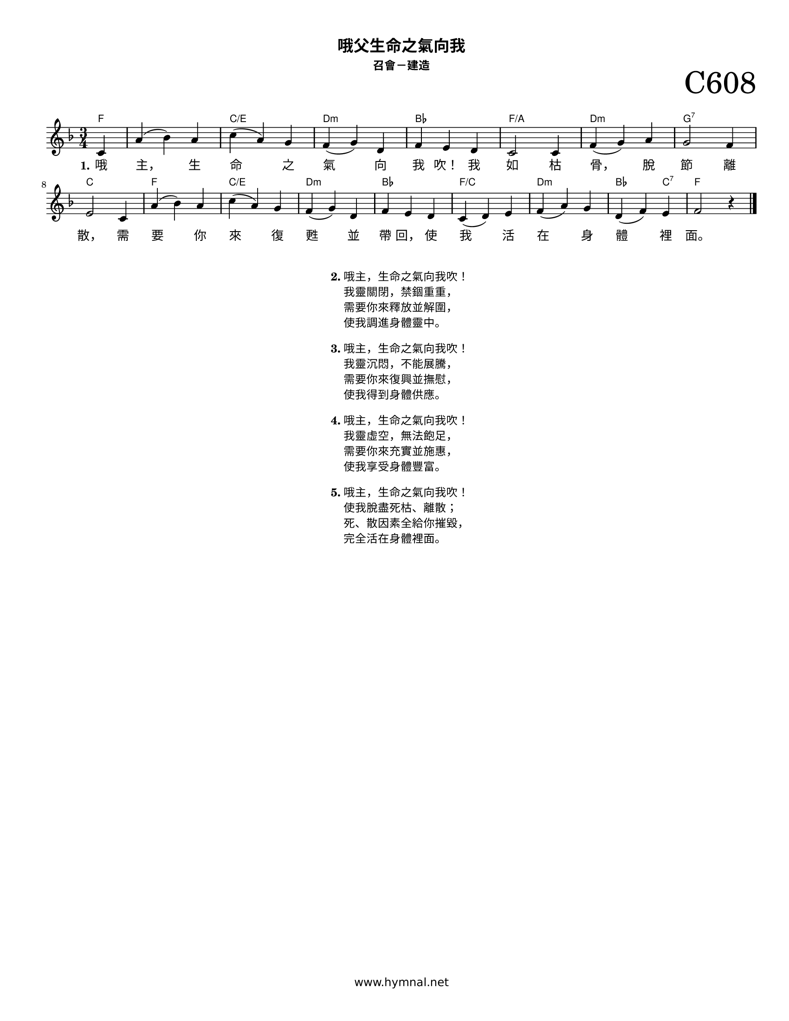 哦父生命之氣向我
召會－建造
C608
F C/E Dm B♭ F/A Dm G7
1. 哦 主， 生 命 之 氣 向 我 吹！ 我 如 枯 骨， 脫 節 離
8 C F C/E Dm B♭ F/C Dm B♭ C7 F
散， 需 要 你 來 復 甦 並 帶 回， 使 我 活 在 身 體 裡 面。
2. 哦主，生命之氣向我吹！
我靈關閉，禁錮重重，
需要你來釋放並解圍，
使我調進身體靈中。
3. 哦主，生命之氣向我吹！
我靈沉悶，不能展騰，
需要你來復興並撫慰，
使我得到身體供應。
4. 哦主，生命之氣向我吹！
我靈虛空，無法飽足，
需要你來充實並施惠，
使我享受身體豐富。
5. 哦主，生命之氣向我吹！
使我脫盡死枯、離散；
死、散因素全給你摧毀，
完全活在身體裡面。
www.hymnal.net